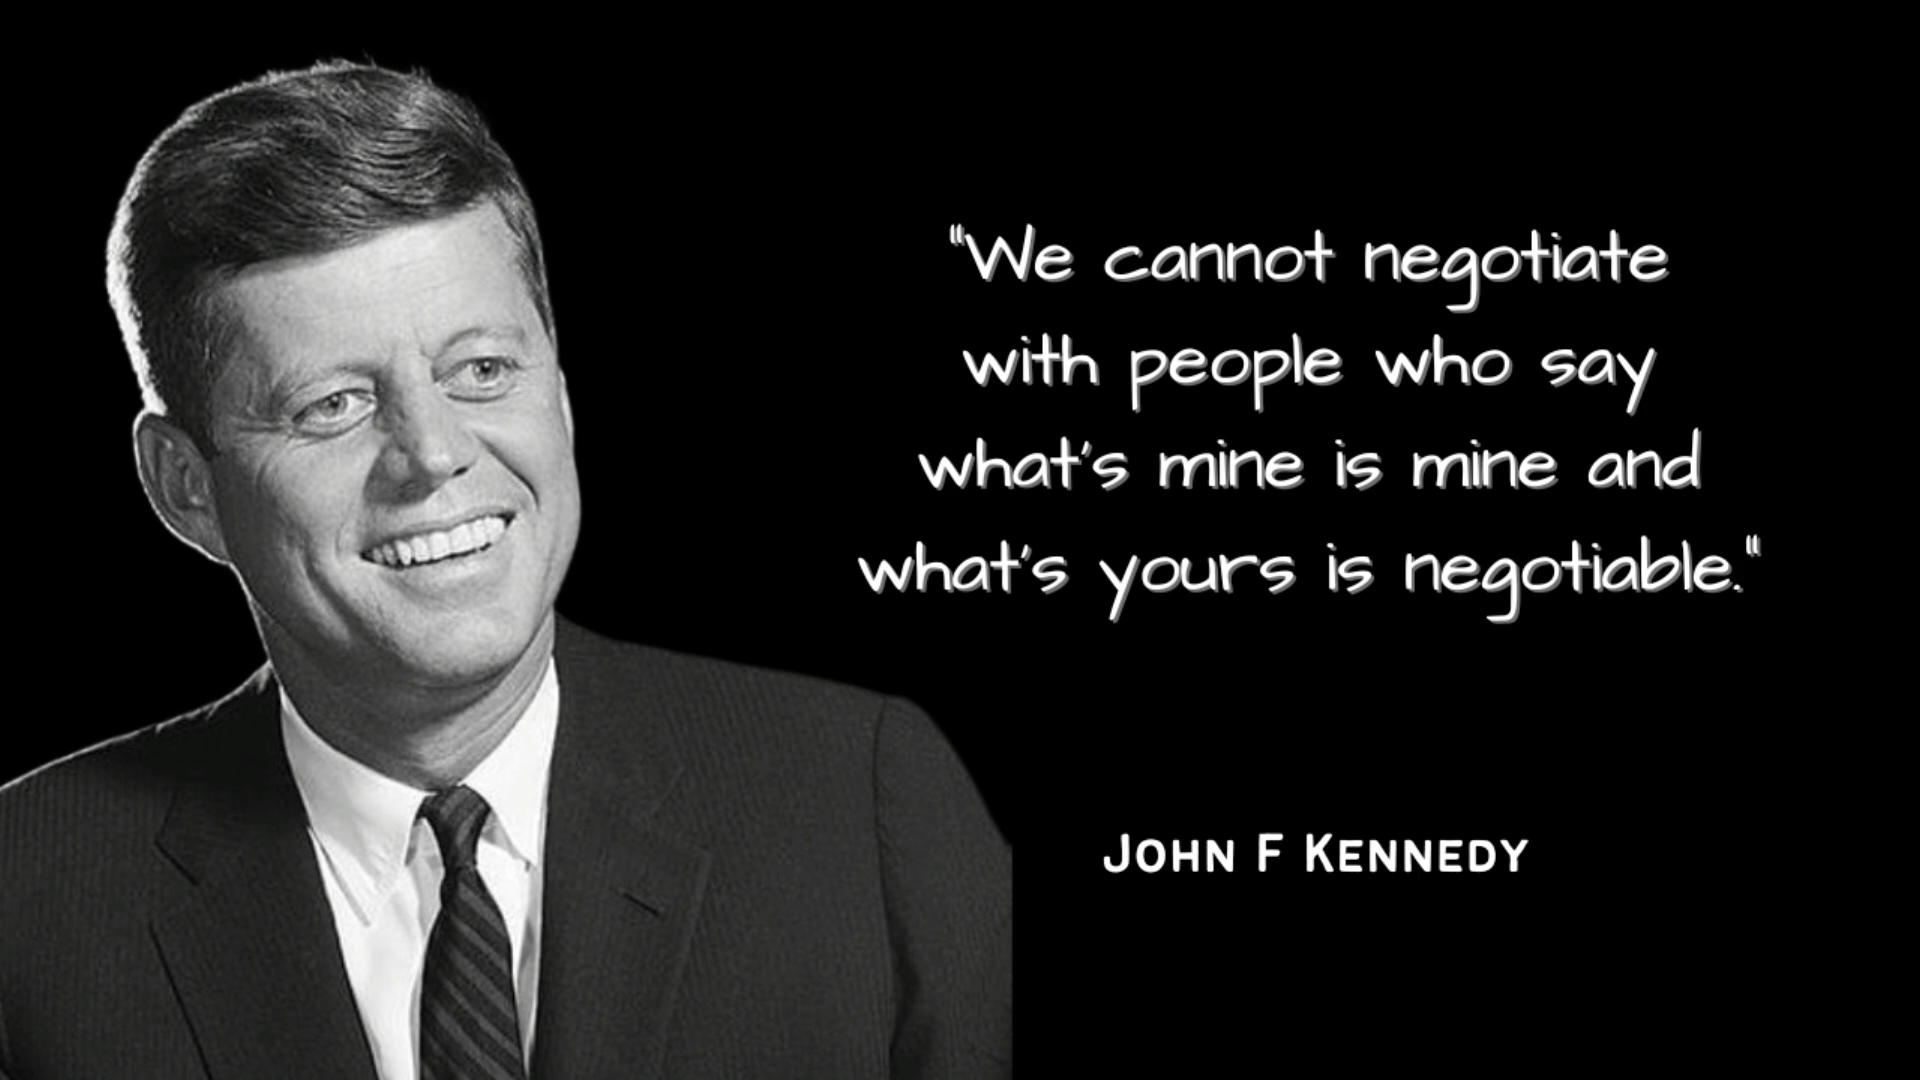 "We cannot negotiate
with people who say
what's mine is mine and
what's yours is negotiable."
John F Kennedy